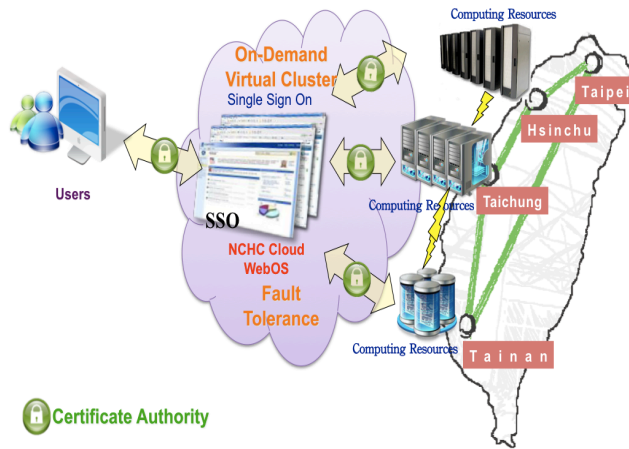 Computing Resources
On-Demand
Virtual Cluster
Single Sign On
Taipei
Hsinchu
Users
SSO
Computing Resources
Taichung
NCHC Cloud
WebOS
Fault
Tolerance
Tainan
Computing Resources
Certificate Authority